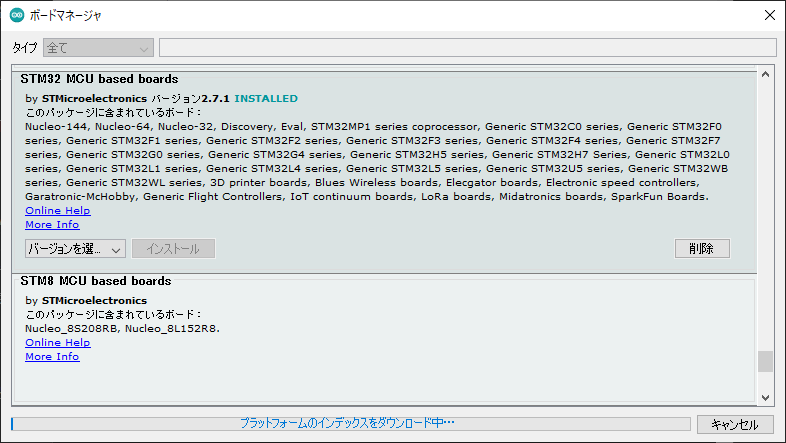 ボードマネージャ
タイプ 全て
STM32 MCU based boards
by STMicroelectronics バージョン2.7.1 INSTALLED
このパッケージに含まれているボード：
Nucleo-144, Nucleo-64, Nucleo-32, Discovery, Eval, STM32MP1 series coprocessor, Generic STM32C0 series, Generic STM32F0
series, Generic STM32F1 series, Generic STM32F2 series, Generic STM32F3 series, Generic STM32F4 series, Generic STM32F7
series, Generic STM32G0 series, Generic STM32G4 series, Generic STM32H5 series, Generic STM32H7 Series, Generic STM32L0
series, Generic STM32L1 series, Generic STM32L4 series, Generic STM32L5 series, Generic STM32U5 series, Generic STM32WB
series, Generic STM32WL series, 3D printer boards, Blues Wireless boards, Elecgator boards, Electronic speed controllers,
Garatronic-McHobby, Generic Flight Controllers, IoT continuum boards, LoRa boards, Midatronics boards, SparkFun Boards.
Online Help
More Info
バージョンを選... インストール 削除
STM8 MCU based boards
by STMicroelectronics
このパッケージに含まれているボード：
Nucleo_8S208RB, Nucleo_8L152R8.
Online Help
More Info
プラットフォームのインデックスをダウンロード中… キャンセル